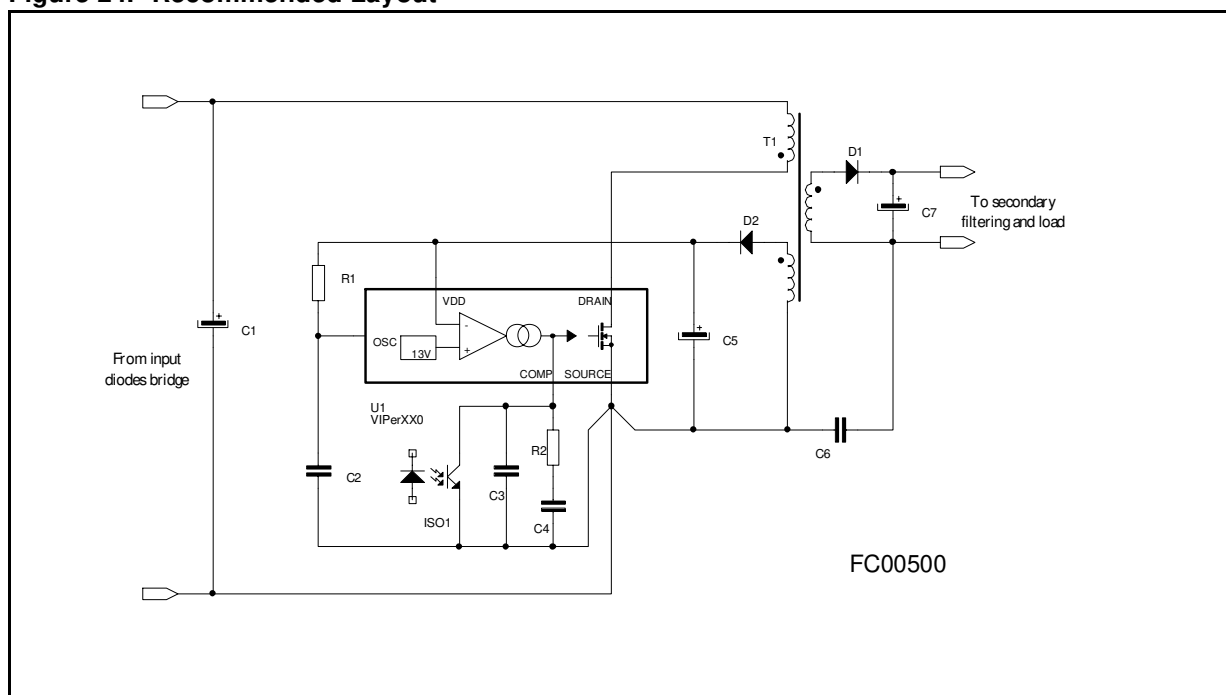 Figure 24. Recommended Layout
T1
D1
C7
To secondary
filtering and load
D2
R1
VDD
DRAIN
-
+
OSC
13V
COMP
SOURCE
C1
C5
From input
diodes bridge
U1
VIPerXX0
R2
C6
C2
C3
ISO1
C4
FC00500